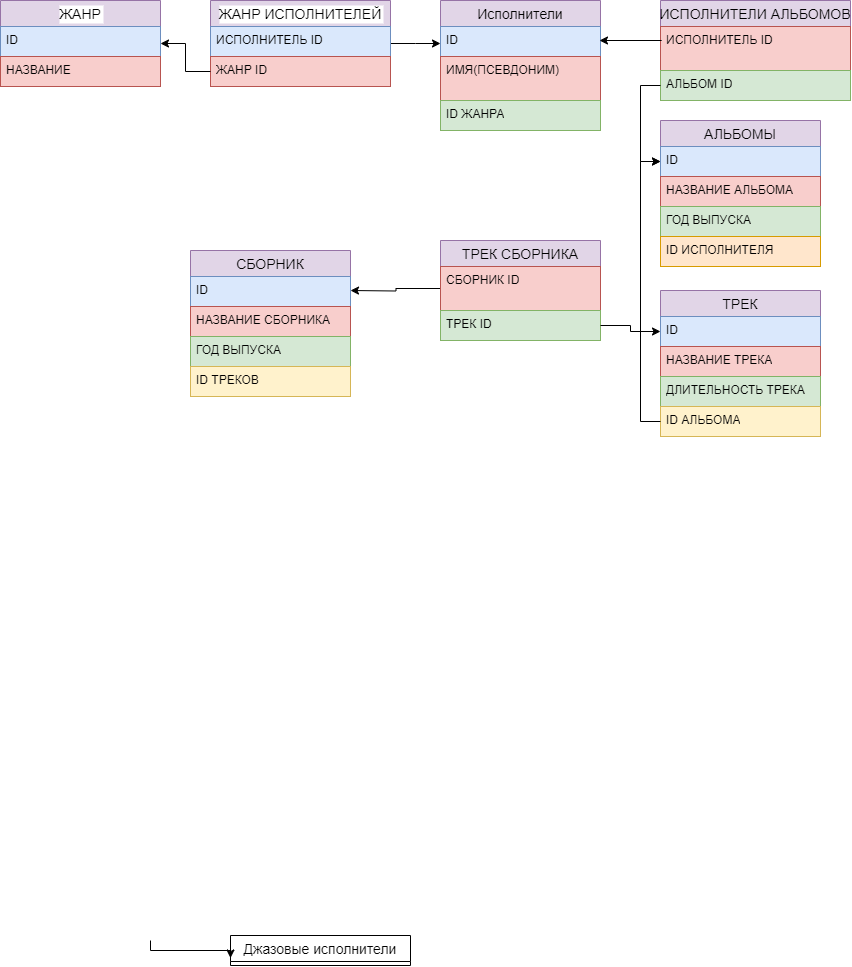 ЖАНР
ID
НАЗВАНИЕ
ЖАНР ИСПОЛНИТЕЛЕЙ
ИСПОЛНИТЕЛЬ ID
ЖАНР ID
Исполнители
ID
ИМЯ(ПСЕВДОНИМ)
ID ЖАНРА
ИСПОЛНИТЕЛИ АЛЬБОМОВ
ИСПОЛНИТЕЛЬ ID
АЛЬБОМ ID
АЛЬБОМЫ
ID
НАЗВАНИЕ АЛЬБОМА
ГОД ВЫПУСКА
ID ИСПОЛНИТЕЛЯ
СБОРНИК
ID
НАЗВАНИЕ СБОРНИКА
ГОД ВЫПУСКА
ID ТРЕКОВ
ТРЕК СБОРНИКА
СБОРНИК ID
ТРЕК ID
ТРЕК
ID
НАЗВАНИЕ ТРЕКА
ДЛИТЕЛЬНОСТЬ ТРЕКА
ID АЛЬБОМА
Джазовые исполнители